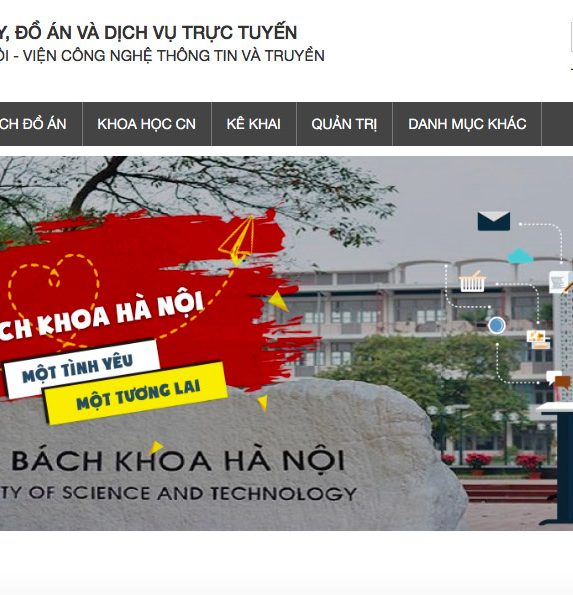 Y, ĐỒ ÁN VÀ DỊCH VỤ TRỰC TUYẾN
ỘI - VIỆN CÔNG NGHỆ THÔNG TIN VÀ TRUYỀN
CH ĐỒ ÁN KHOA HỌC CN KÊ KHAI QUẢN TRỊ DANH MỤC KHÁC
CH KHOA HÀ NỘI
MỘT TÌNH YÊU
MỘT TƯƠNG LAI
BÁCH KHOA HÀ NỘI
TY OF SCIENCE AND TECHNOLOGY